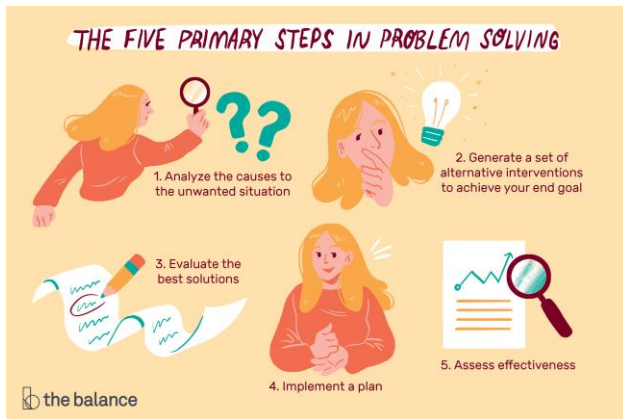 THE FIVE PRIMARY STEPS IN PROBLEM SOLVING
??
1. Analyze the causes to
the unwanted situation
2. Generate a set of
alternative interventions
to achieve your end goal
3. Evaluate the
best solutions
4. Implement a plan
5. Assess effectiveness
the balance